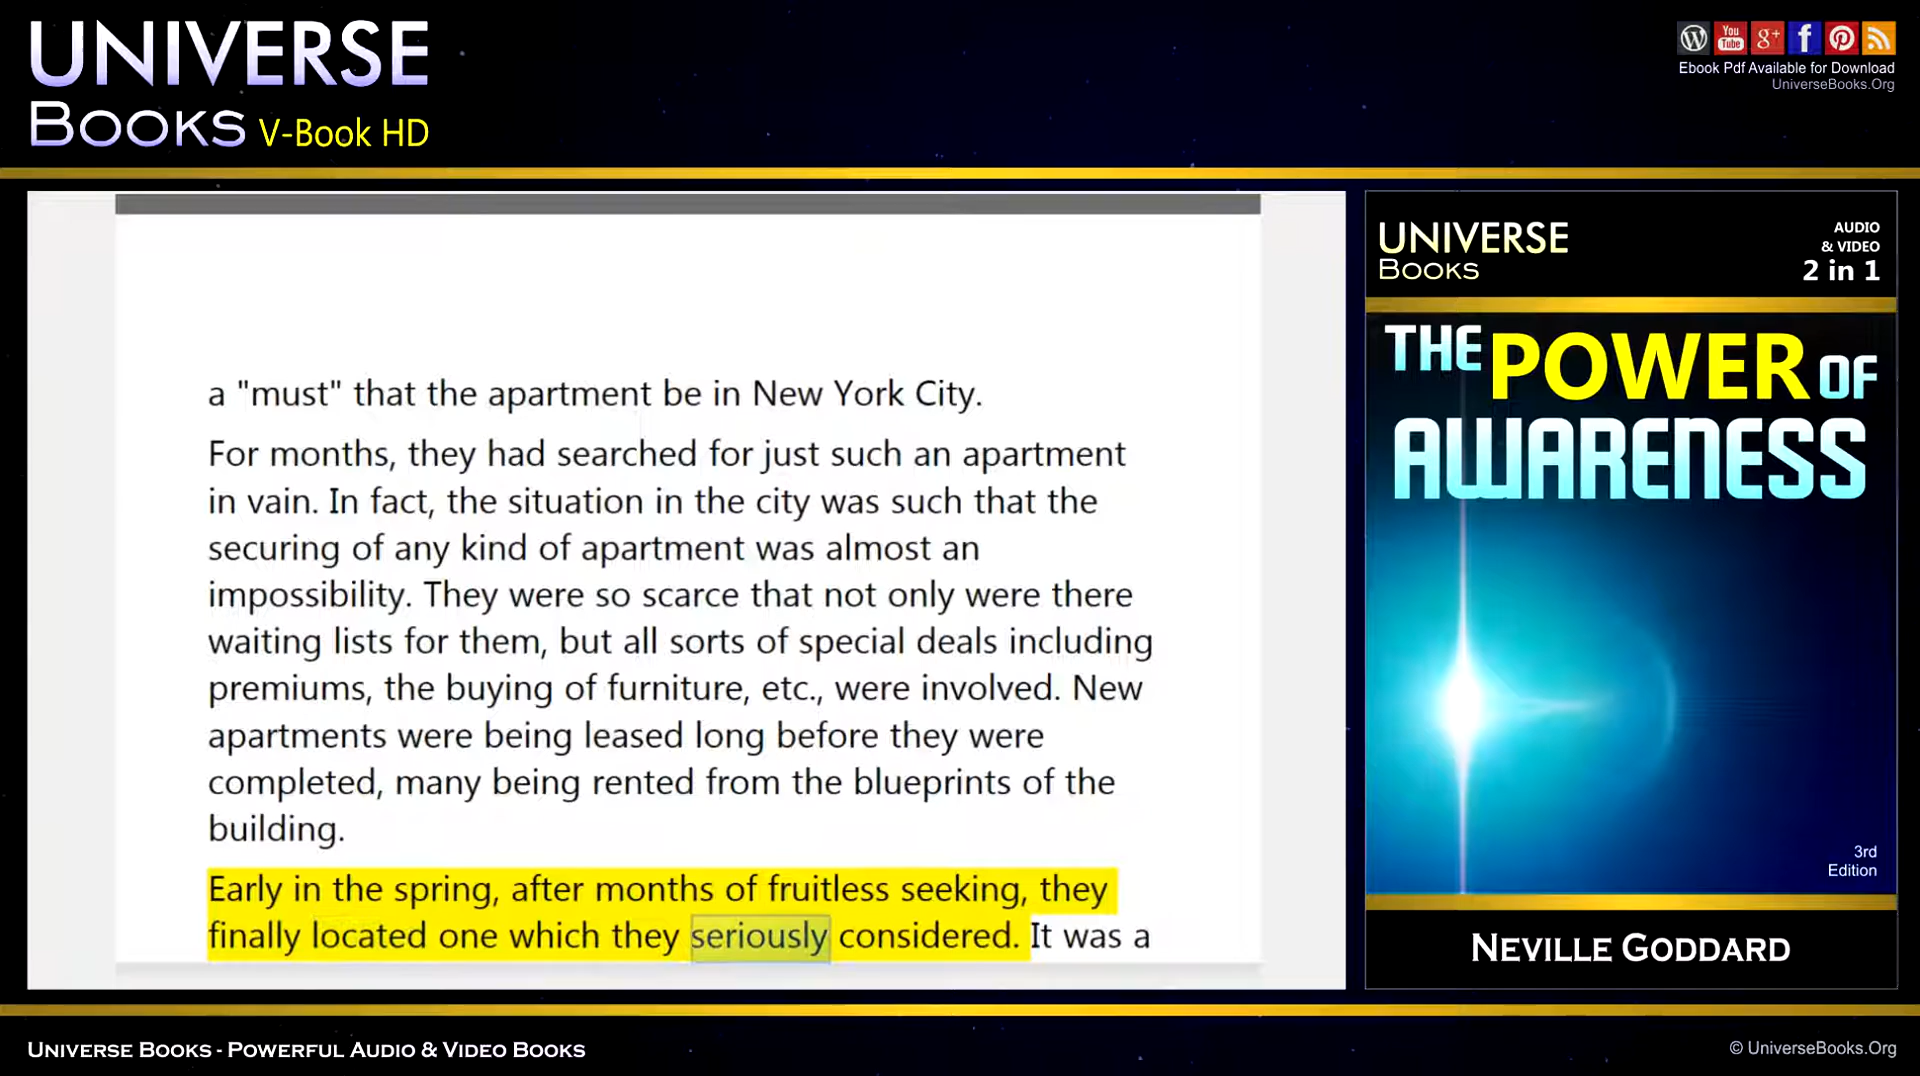 UNIVERSE
BOOKS V-Book HD
You
Tube
g+
Ebook Pdf Available for Download
UniverseBooks.Org
a "must" that the apartment be in New York City.
For months, they had searched for just such an apartment
in vain. In fact, the situation in the city was such that the
securing of any kind of apartment was almost an
impossibility. They were so scarce that not only were there
waiting lists for them, but all sorts of special deals including
premiums, the buying of furniture, etc., were involved. New
apartments were being leased long before they were
completed, many being rented from the blueprints of the
building.
Early in the spring, after months of fruitless seeking, they
finally located one which they seriously considered. It was a
UNIVERSE
BOOKS
AUDIO
& VIDEO
2 in 1
THE POWER OF
AWARENESS
3rd
Edition
NEVILLE GODDARD
UNIVERSE BOOKS - POWERFUL AUDIO & VIDEO BOOKS
© UniverseBooks.Org